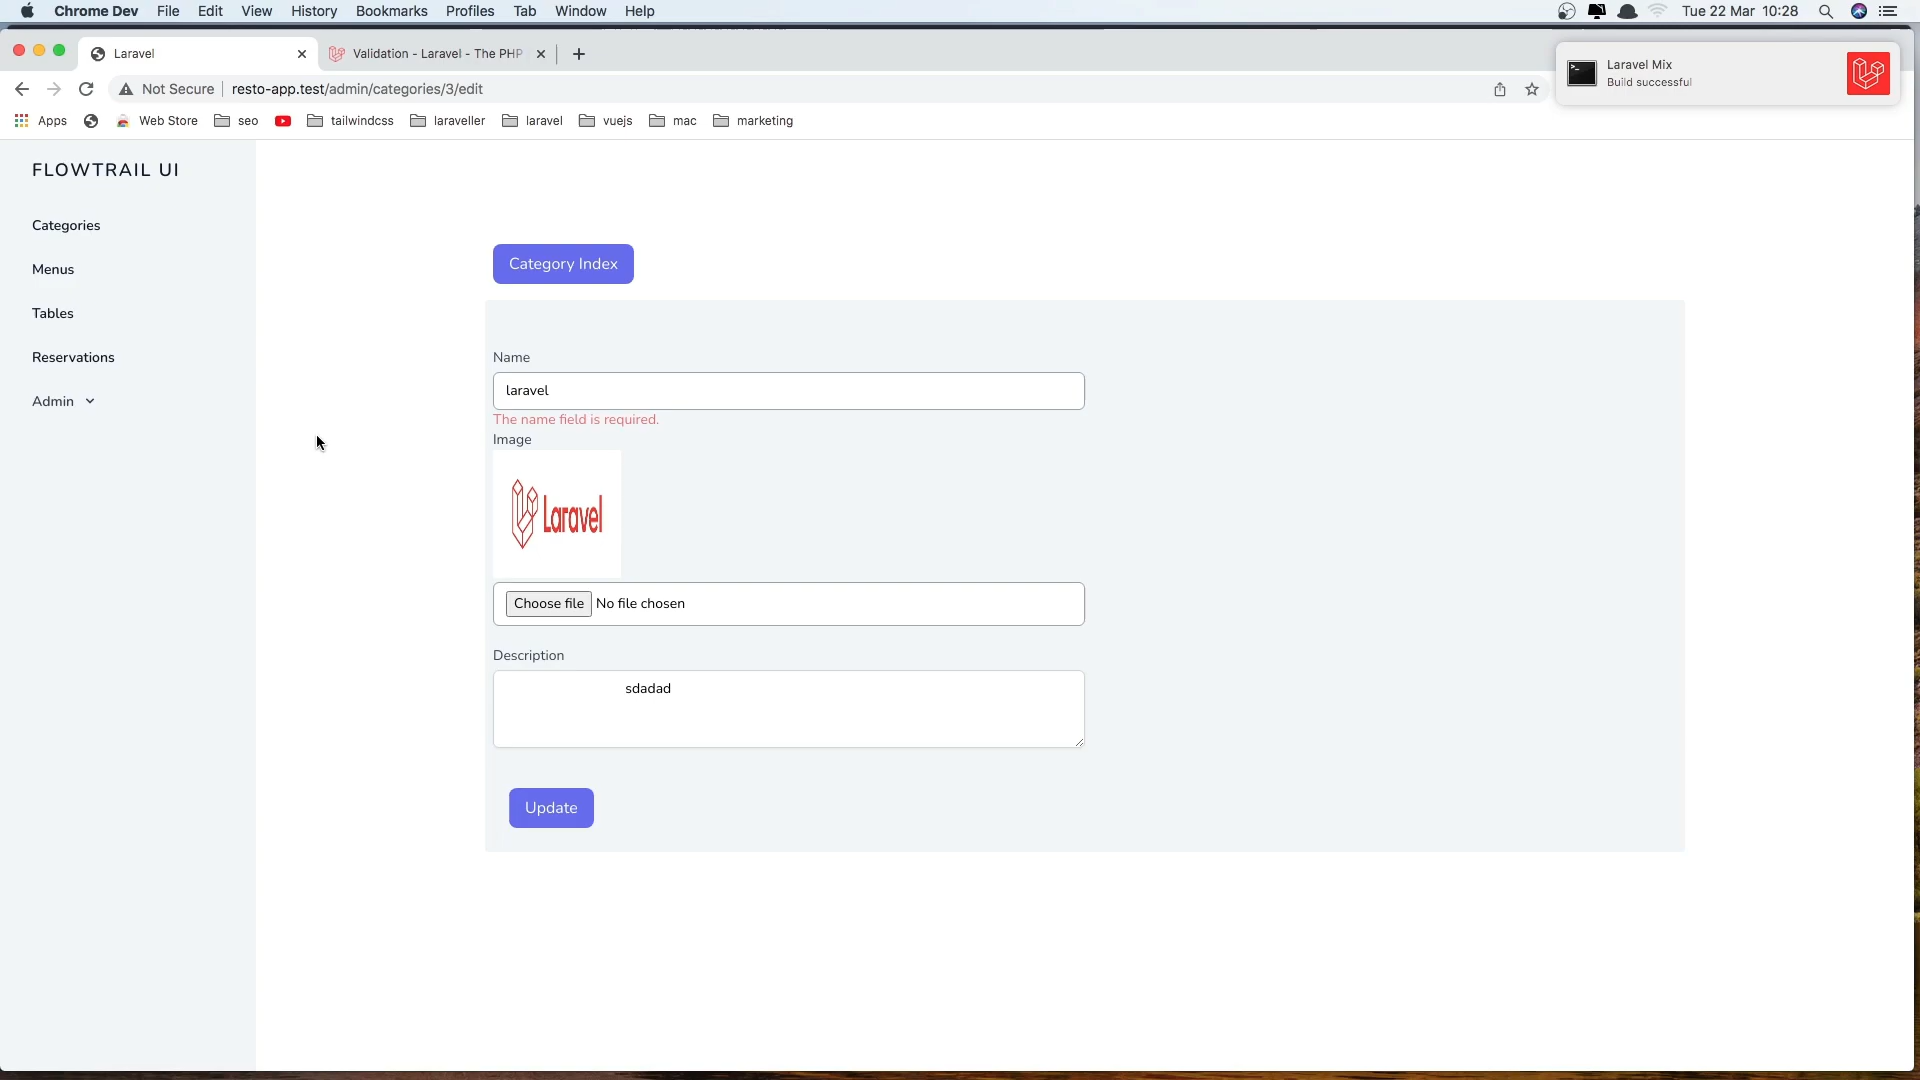 Chrome Dev File Edit View History Bookmarks Profiles Tab Window Help Tue 22 Mar 10:28
Laravel Validation - Laravel - The PHP
Laravel Mix
Build successful
Not Secure resto-app.test/admin/categories/3/edit
Apps Web Store seo tailwindcss laraveller laravel vuejs mac marketing
FLOWTRAIL UI
Categories
Menus
Tables
Reservations
Admin
Category Index
Name
laravel
The name field is required.
Image
Laravel
Choose file No file chosen
Description
sdadad
Update